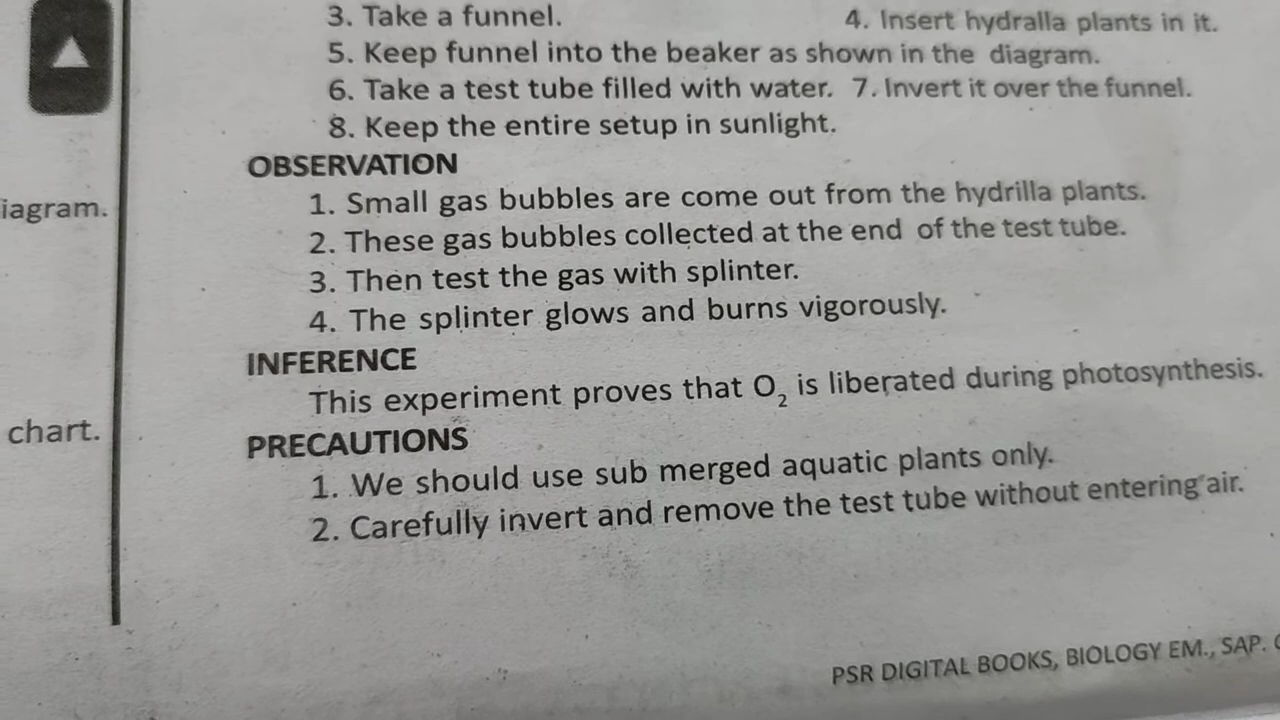 3. Take a funnel. 4. Insert hydralla plants in it.
5. Keep funnel into the beaker as shown in the diagram.
6. Take a test tube filled with water. 7. Invert it over the funnel.
8. Keep the entire setup in sunlight.
OBSERVATION
1. Small gas bubbles are come out from the hydrilla plants.
iagram.
2. These gas bubbles collected at the end of the test tube.
3. Then test the gas with splinter.
4. The splinter glows and burns vigorously.
INFERENCE
This experiment proves that O₂ is liberated during photosynthesis.
chart.
PRECAUTIONS
1. We should use sub merged aquatic plants only.
2. Carefully invert and remove the test tube without entering air.
PSR DIGITAL BOOKS, BIOLOGY EM., SAP.